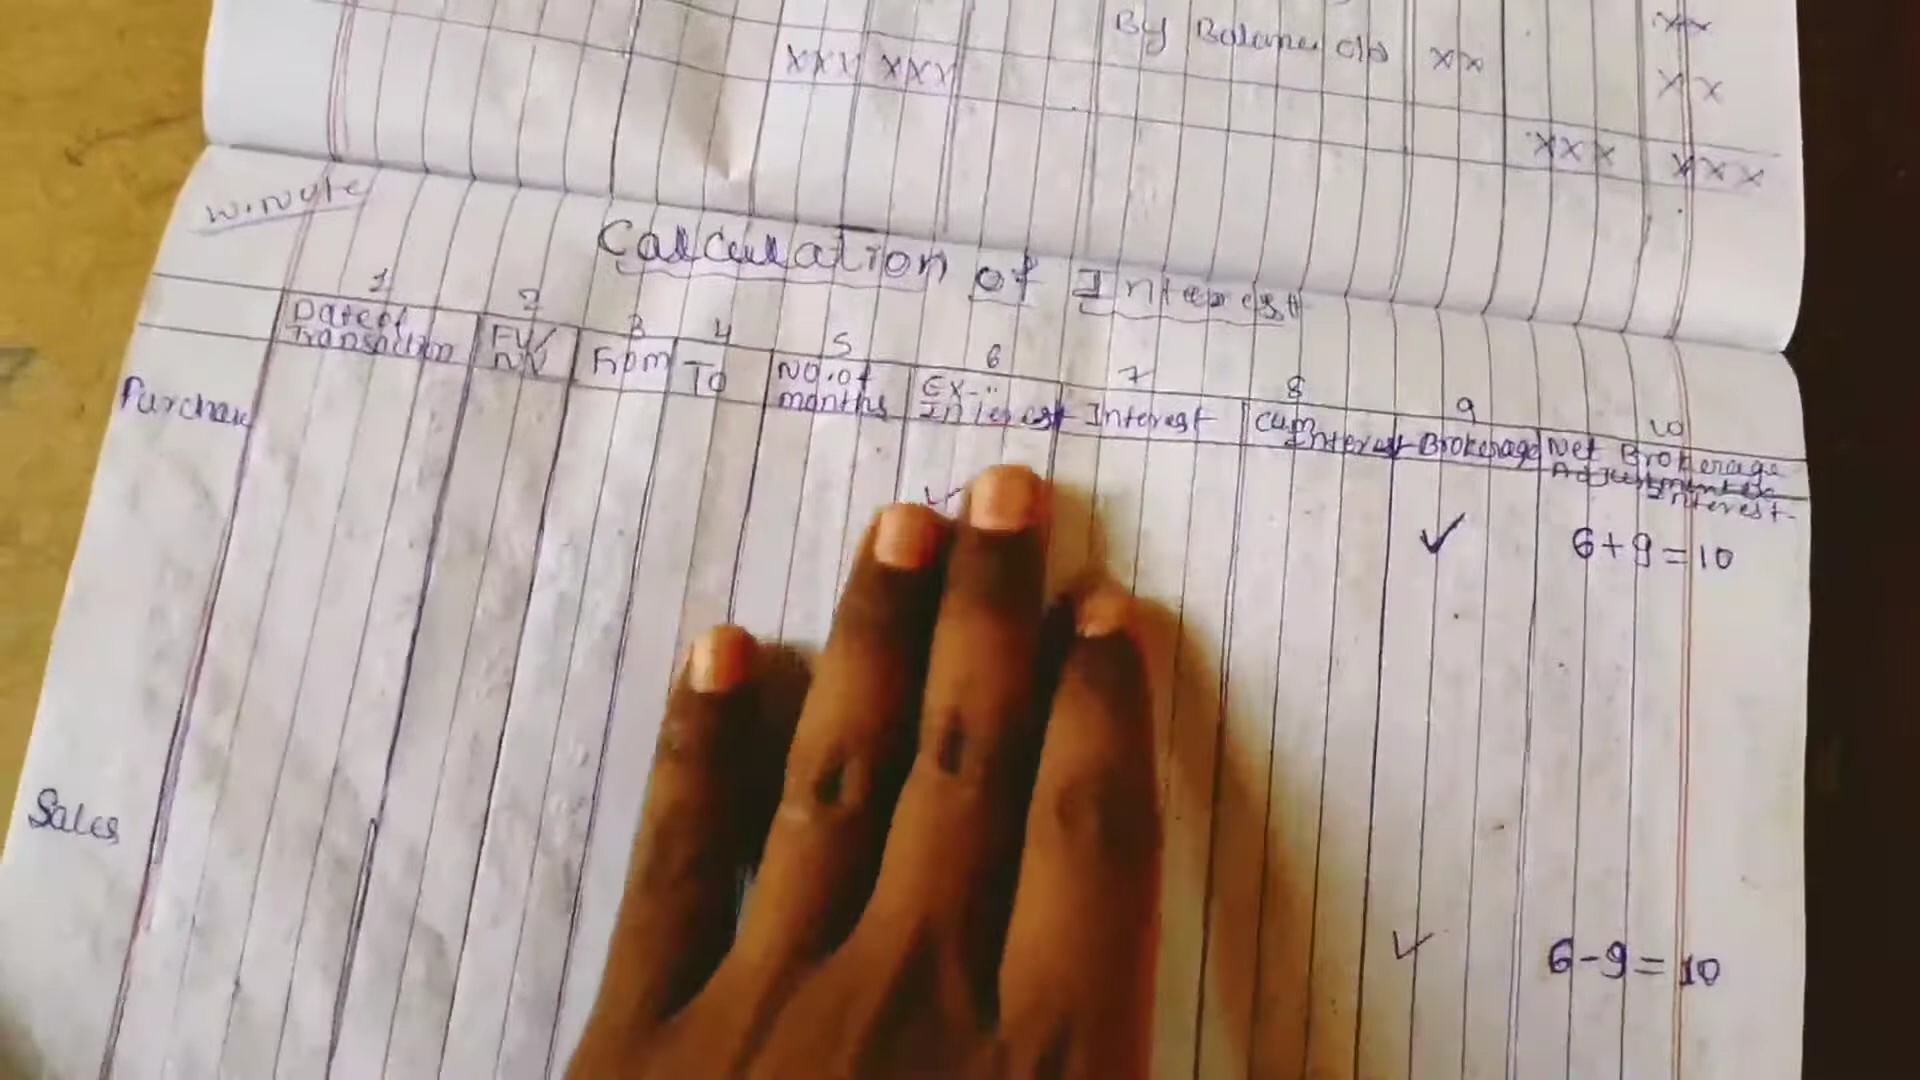 By Balance c/d xx xx
xxx xxx xx
xxx xxx
W.Note
Calculation of Interest
1 2 3 4 5 6 7 8 9 10
Date of Transaction FV/NV From To No. of months Ex- Interest Interest Cum Interest Brokerage Net Brokerage Adjustment & Interest
Purchase
✓ ✓ 6+9=10
Sales
✓ 6-9=10